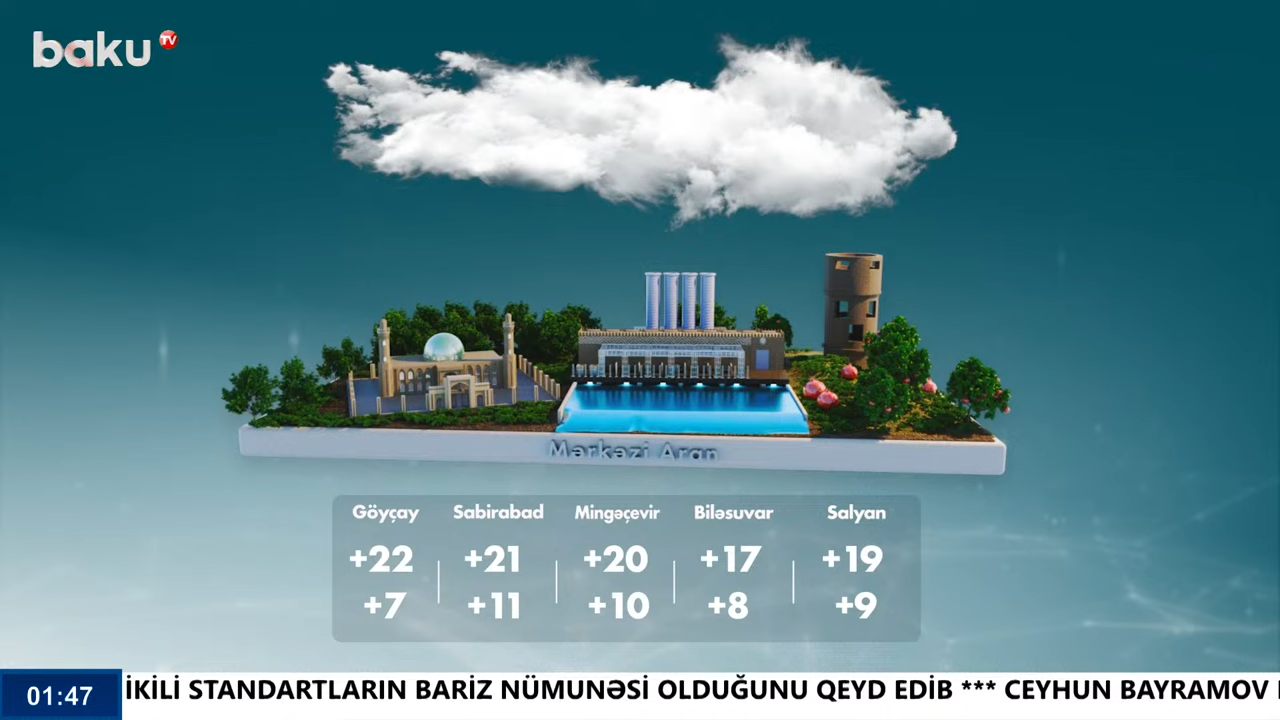 baku TV
Mərkəzi Aran
Göyçay Sabirabad Mingəçevir Biləsuvar Salyan
+22 +21 +20 +17 +19
+7 +11 +10 +8 +9
01:47 İKİLİ STANDARTLARIN BARİZ NÜMUNƏSİ OLDUĞUNU QEYD EDİB *** CEYHUN BAYRAMOV